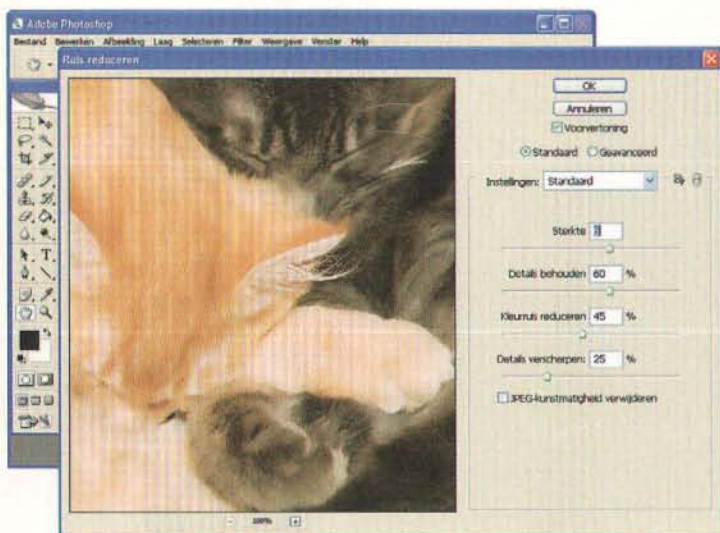 Adobe Photoshop
Bestand Bewerken Afbeelding Laag Selecteren Filter Weergave Venster Help
Ruis reduceren
OK
Annuleren
Voorvertoning
Standaard Geavanceerd
Instellingen: Standaard
Sterkte 7
Details behouden 60 %
Kleurruis reduceren 45 %
Details verscherpen: 25 %
JPEG-kunstmatigheid verwijderen
T
100%